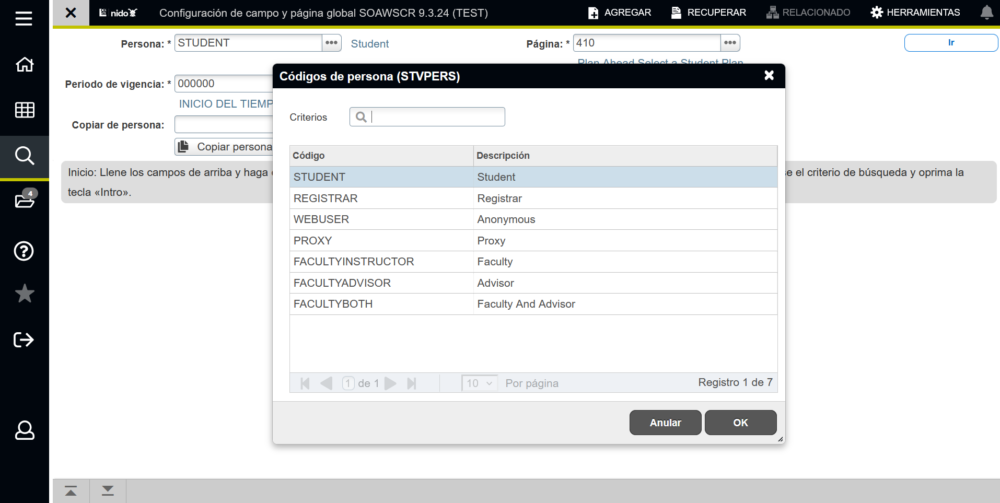 nido
Configuración de campo y página global SOAWSCR 9.3.24 (TEST)
AGREGAR
RECUPERAR
RELACIONADO
HERRAMIENTAS
Persona: * STUDENT ••• Student
Página: * 410 •••
Ir
Plan Ahead Select a Student Plan
Periodo de vigencia: * 000000
INICIO DEL TIEMP
Copiar de persona:
Copiar persona
Inicio: Llene los campos de arriba y haga
se el criterio de búsqueda y oprima la
tecla «Intro».
4
Códigos de persona (STVPERS)
Criterios
Código Descripción
STUDENT Student
REGISTRAR Registrar
WEBUSER Anonymous
PROXY Proxy
FACULTYINSTRUCTOR Faculty
FACULTYADVISOR Advisor
FACULTYBOTH Faculty And Advisor
1 de 1
10 Por página
Registro 1 de 7
Anular
OK